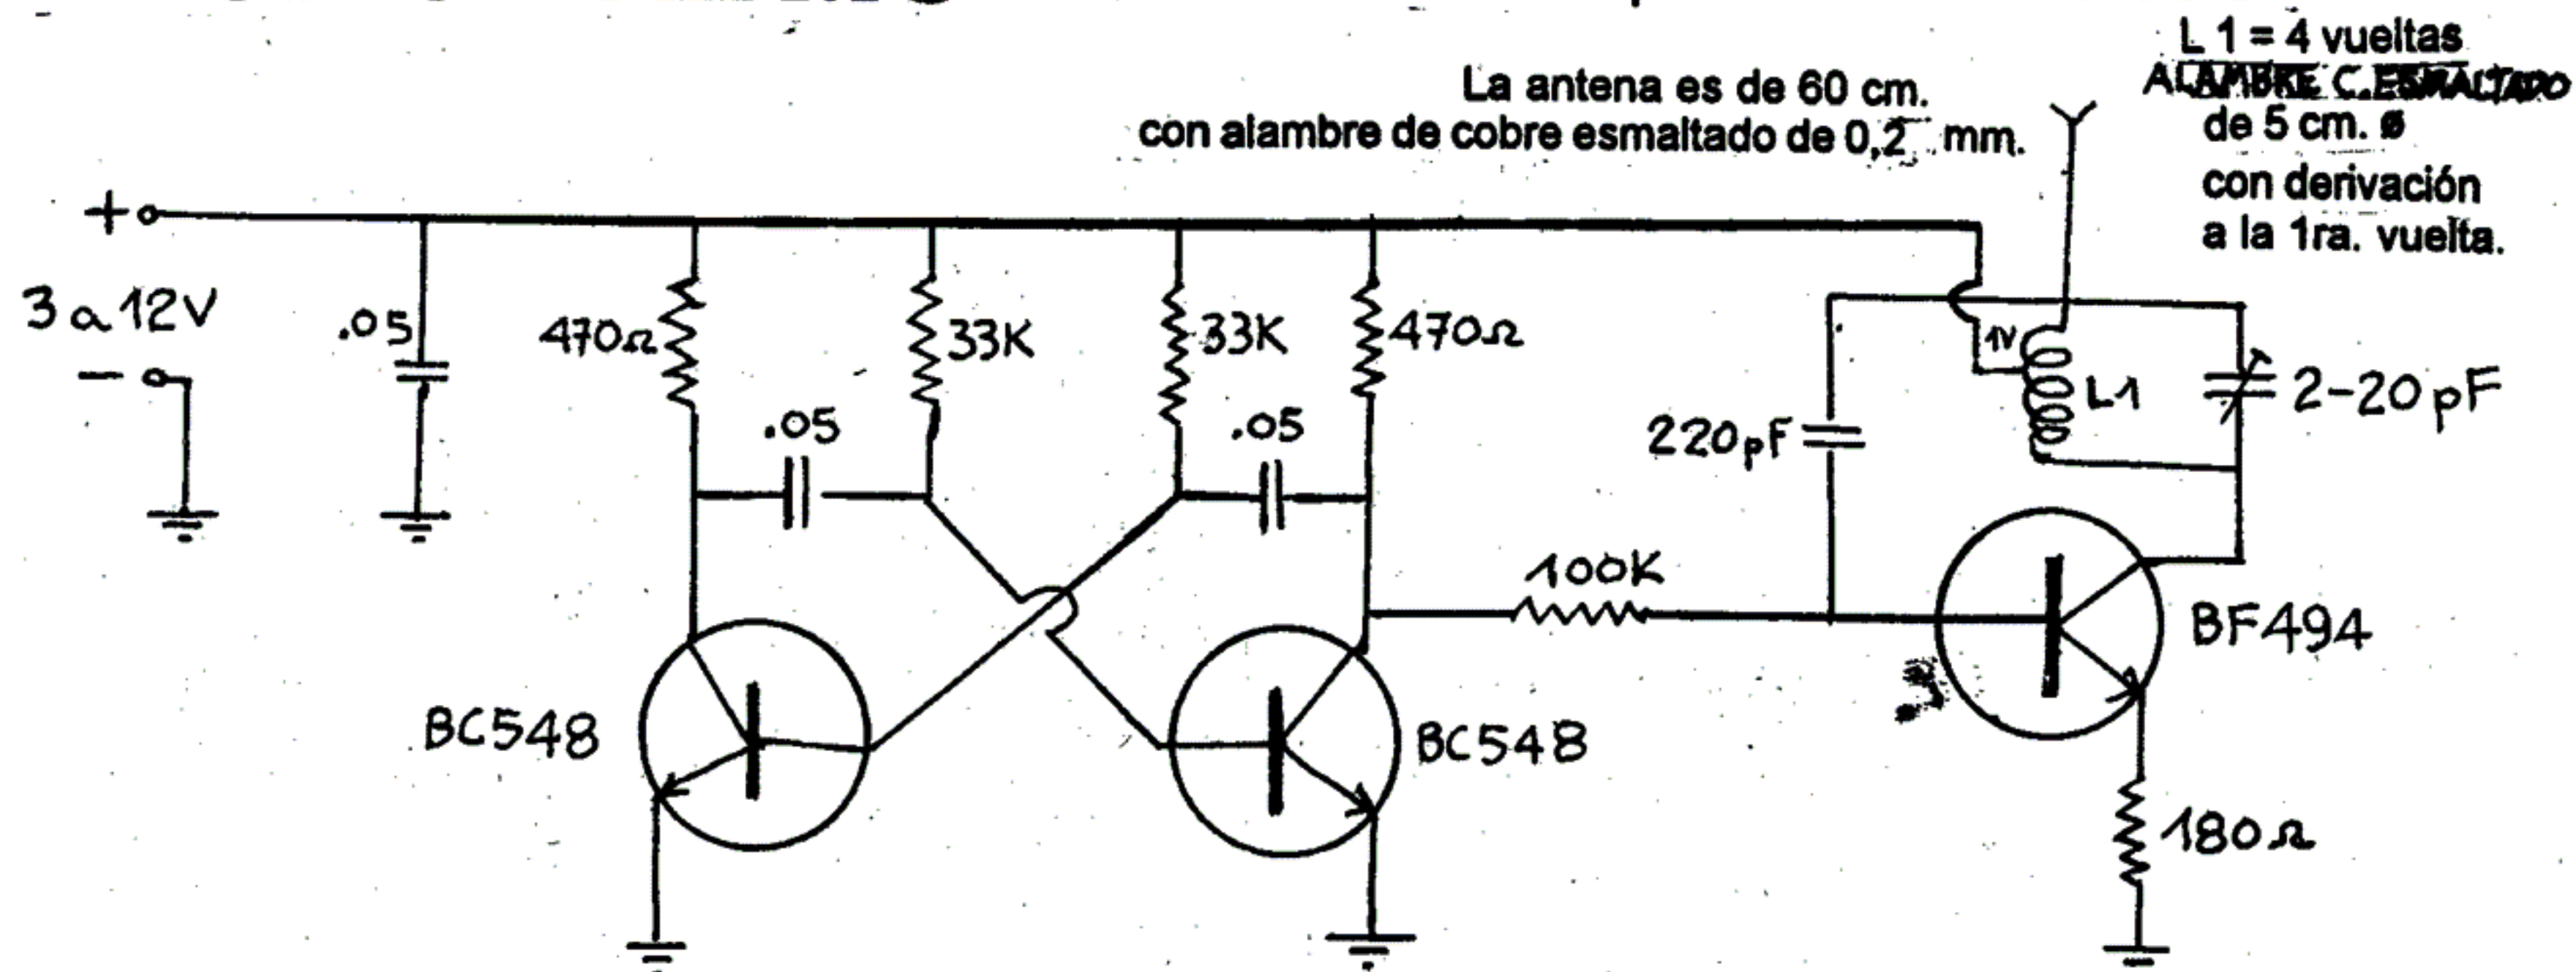 L 1 = 4 vueltas
ALAMBRE C.ESMALTADO
de 5 cm. ø
con derivación
a la 1ra. vuelta.
La antena es de 60 cm.
con alambre de cobre esmaltado de 0,2 mm.
+
3 a 12V
−
.05
470Ω
33K
33K
470Ω
.05
.05
1V
L1
2-20pF
220pF
100K
BC548
BC548
BF494
180Ω